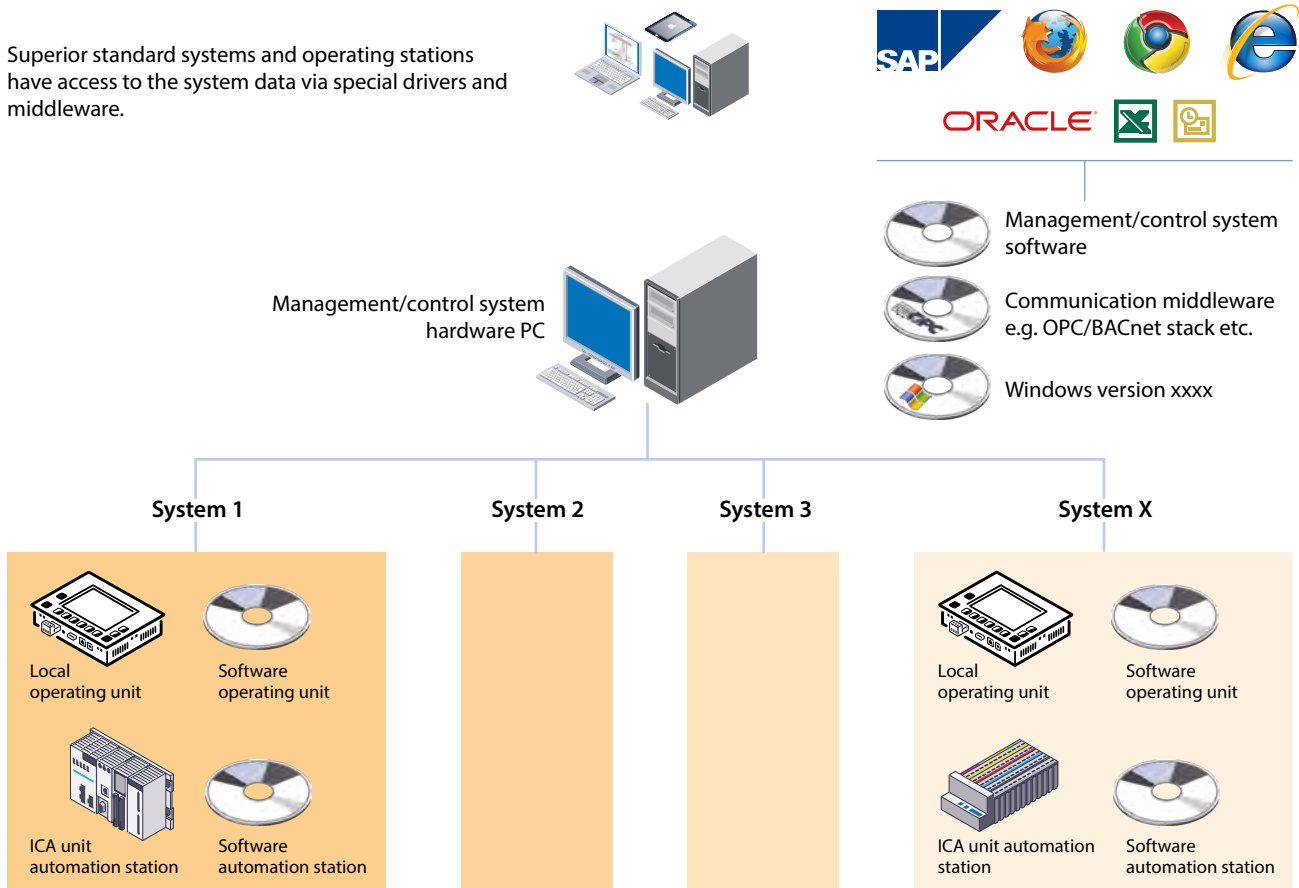 Superior standard systems and operating stations
have access to the system data via special drivers and
middleware.
SAP
ORACLE
Management/control system
software
Management/control system
hardware PC
Communication middleware
e.g. OPC/BACnet stack etc.
OPC
Windows version xxxx
System 1
System 2
System 3
System X
Local
operating unit
Software
operating unit
Local
operating unit
Software
operating unit
ICA unit
automation station
Software
automation station
ICA unit automation
station
Software
automation station